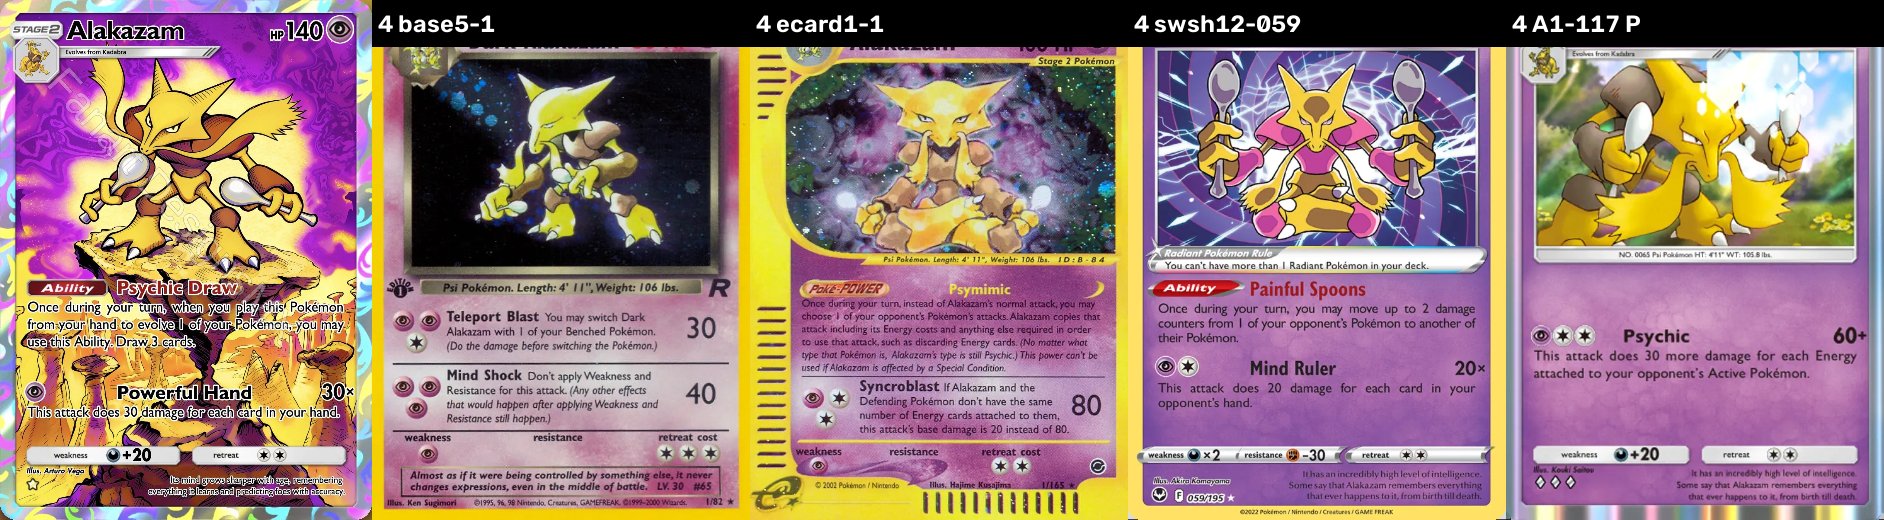 STAGE2 Alakazam HP 140
Evolves from Kadabra
Ability Psychic Draw
Once during your turn, when you play this Pokémon
from your hand to evolve 1 of your Pokémon, you may
use this Ability. Draw 3 cards.
Powerful Hand 30×
This attack does 30 damage for each card in your hand.
weakness +20 retreat
Illus. Arturo Vega
Its mind grows sharper with age, remembering
everything it learns and predicting foes with accuracy.
4 base5-1
Psi Pokémon. Length: 4' 11", Weight: 106 lbs.
Teleport Blast You may switch Dark
Alakazam with 1 of your Benched Pokémon.
(Do the damage before switching the Pokémon.)
30
Mind Shock Don't apply Weakness and
Resistance for this attack. (Any other effects
that would happen after applying Weakness and
Resistance still happen.)
40
weakness resistance retreat cost
Almost as if it were being controlled by something else, it never
changes expressions, even in the middle of battle. LV. 30 #65
Illus. Ken Sugimori ©1995, 96, 98 Nintendo, Creatures, GAMEFREAK. ©1999-2000 Wizards. 1/82 ★
4 ecard1-1
Stage 2 Pokémon
Psi Pokémon. Length: 4' 11", Weight: 106 lbs. ID:B-84
POKé-POWER Psymimic
Once during your turn, instead of Alakazam's normal attack, you may
choose 1 of your opponent's Pokémon's attacks. Alakazam copies that
attack including its Energy costs and anything else required in order
to use that attack, such as discarding Energy cards. (No matter what
type that Pokémon is, Alakazam's type is still Psychic.) This power can't be
used if Alakazam is affected by a Special Condition.
Syncroblast If Alakazam and the
Defending Pokémon don't have the same
number of Energy cards attached to them,
this attack's base damage is 20 instead of 80.
80
weakness resistance retreat cost
© 2002 Pokémon / Nintendo Illus. Hajime Kusajima 1/165 ★
4 swsh12-059
Radiant Pokémon Rule
You can't have more than 1 Radiant Pokémon in your deck.
Ability Painful Spoons
Once during your turn, you may move up to 2 damage
counters from 1 of your opponent's Pokémon to another of
their Pokémon.
Mind Ruler 20×
This attack does 20 damage for each card in your
opponent's hand.
weakness ×2 resistance -30 retreat
Illus. Akira Komayama
F 059/195 ★
It has an incredibly high level of intelligence.
Some say that Alakazam remembers everything
that ever happens to it, from birth till death.
©2022 Pokémon / Nintendo / Creatures / GAME FREAK
4 A1-117 P
Evolves from Kadabra
NO. 0065 Psi Pokémon HT: 4'11" WT: 105.8 lbs.
Psychic 60+
This attack does 30 more damage for each Energy
attached to your opponent's Active Pokémon.
weakness +20 retreat
Illus. Kouki Saitou
It has an incredibly high level of intelligence.
Some say that Alakazam remembers everything
that ever happens to it, from birth till death.